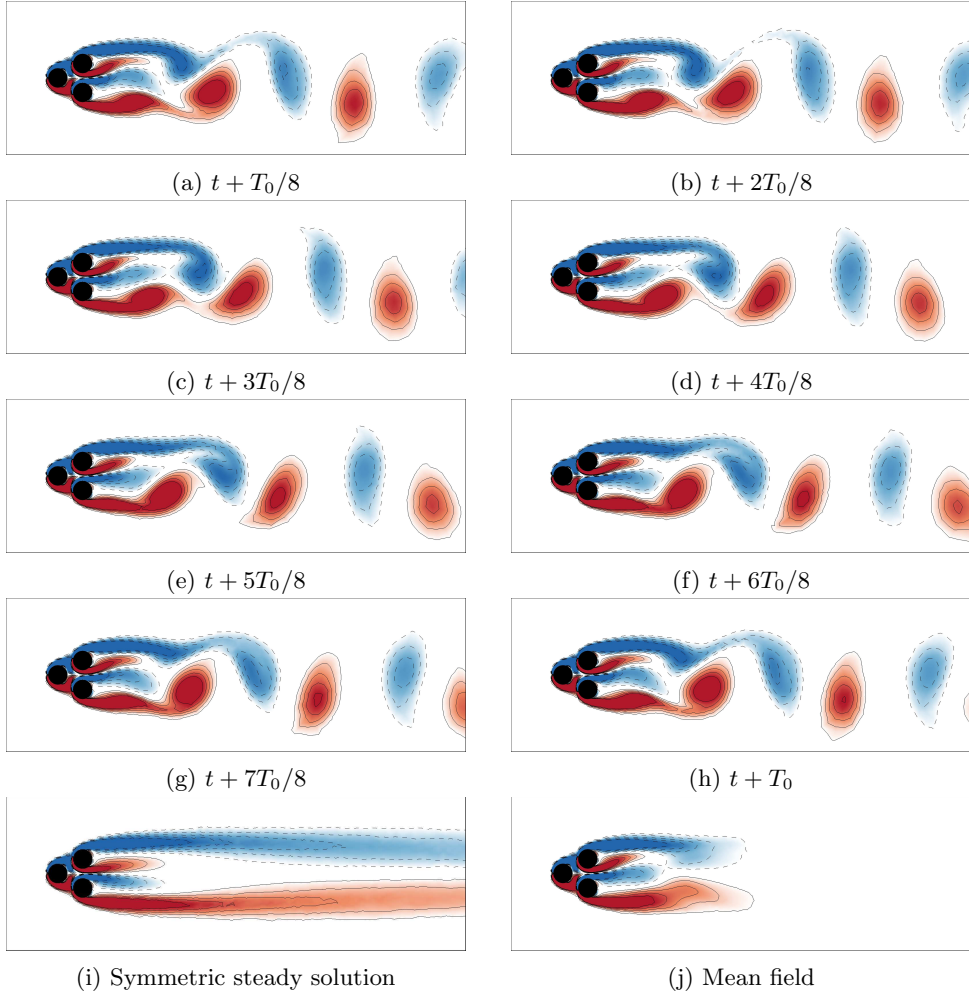 (a) t + T₀/8
(b) t + 2T₀/8
(c) t + 3T₀/8
(d) t + 4T₀/8
(e) t + 5T₀/8
(f) t + 6T₀/8
(g) t + 7T₀/8
(h) t + T₀
(i) Symmetric steady solution
(j) Mean field